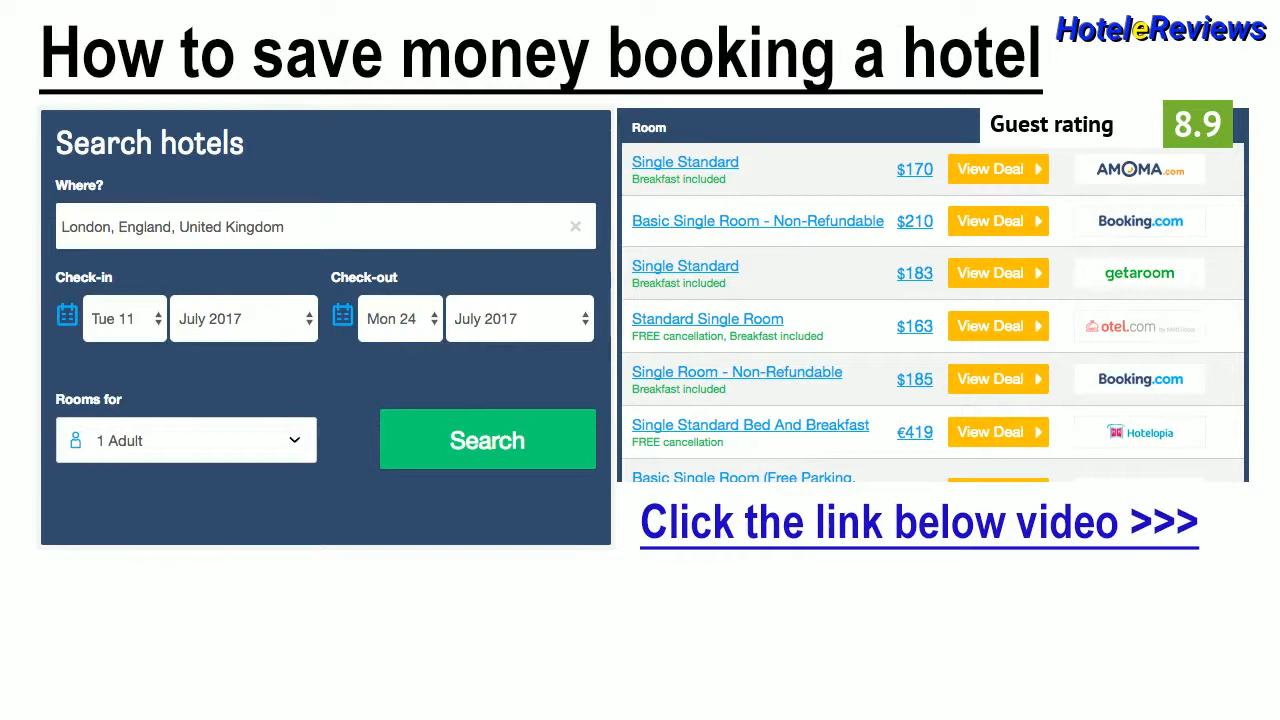 How to save money booking a hotel
HoteleReviews
Search hotels
Where?
London, England, United Kingdom
Check-in
Check-out
Tue 11
July 2017
Mon 24
July 2017
Rooms for
1 Adult
Search
Room
Guest rating
8.9
Single Standard
Breakfast included
$170
View Deal
AMOMA.com
Basic Single Room - Non-Refundable
$210
View Deal
Booking.com
Single Standard
Breakfast included
$183
View Deal
getaroom
Standard Single Room
FREE cancellation, Breakfast included
$163
View Deal
otel.com
Single Room - Non-Refundable
Breakfast included
$185
View Deal
Booking.com
Single Standard Bed And Breakfast
FREE cancellation
€419
View Deal
Hotelopia
Basic Single Room (Free Parking,
Click the link below video >>>